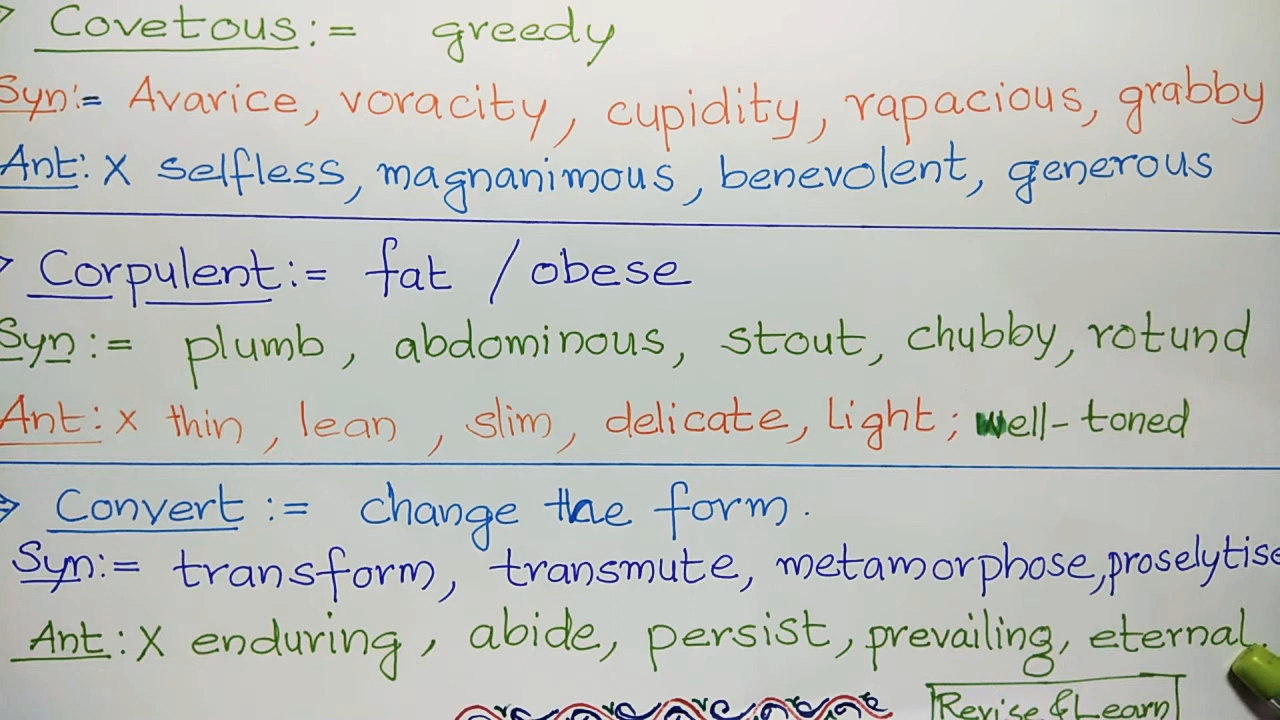 Covetous := greedy
Syn:= Avarice, voracity, cupidity, rapacious, grabby
Ant: X selfless, magnanimous, benevolent, generous
Corpulent := fat / obese
Syn := plumb, abdominous, stout, chubby, rotund
Ant: X thin, lean, slim, delicate, Light; well-toned
Convert := change the form.
Syn:= transform, transmute, metamorphose, proselytise
Ant: X enduring, abide, persist, prevailing, eternal.
Revise & Learn